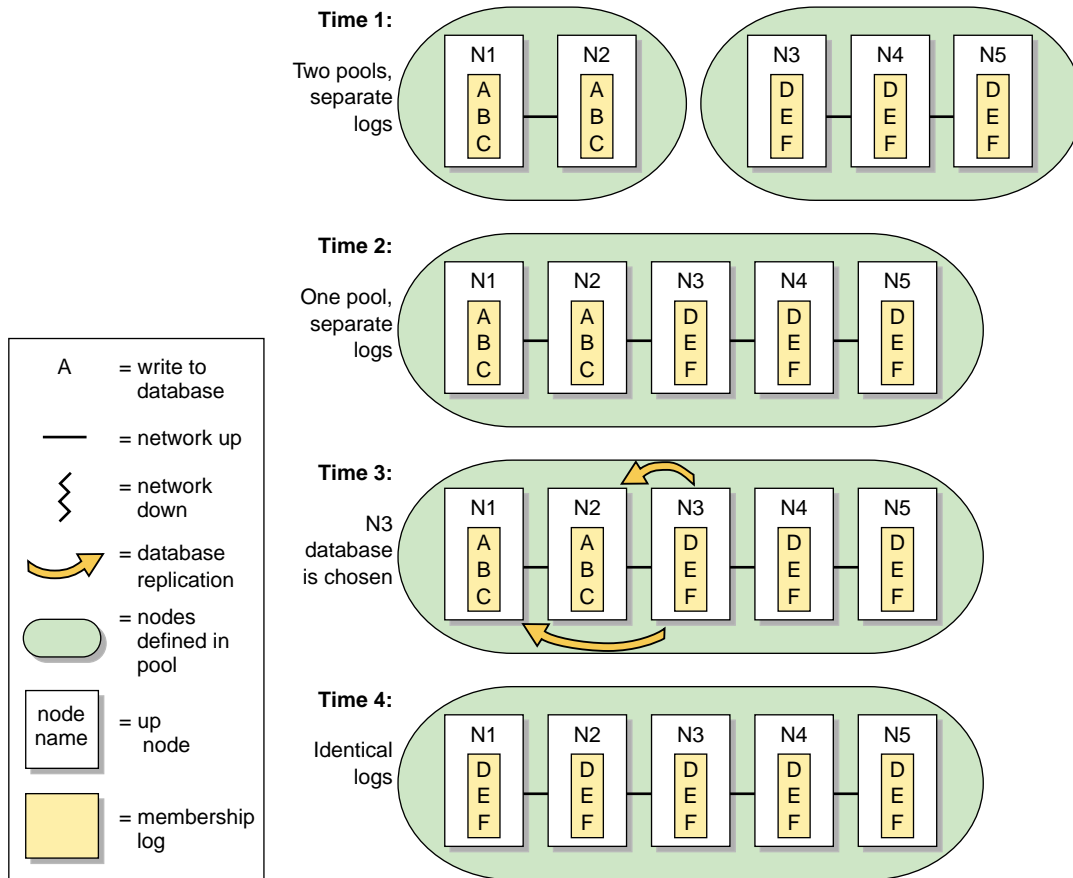 Time 1:
Two pools,
separate
logs
N1
A
B
C
N2
A
B
C
N3
D
E
F
N4
D
E
F
N5
D
E
F
Time 2:
One pool,
separate
logs
N1
A
B
C
N2
A
B
C
N3
D
E
F
N4
D
E
F
N5
D
E
F
Time 3:
N3
database
is chosen
N1
A
B
C
N2
A
B
C
N3
D
E
F
N4
D
E
F
N5
D
E
F
Time 4:
Identical
logs
N1
D
E
F
N2
D
E
F
N3
D
E
F
N4
D
E
F
N5
D
E
F
A
= write to
database
= network up
= network
down
= database
replication
= nodes
defined in
pool
node
name
= up
node
= membership
log